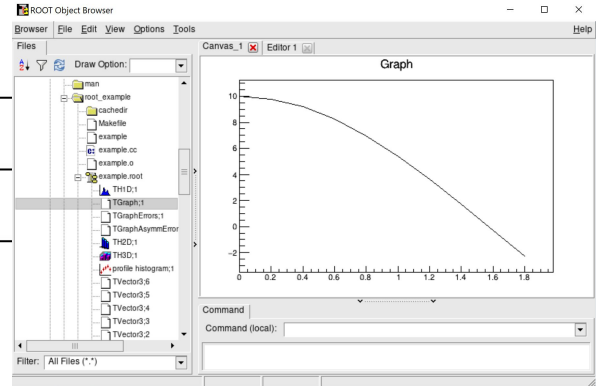 ROOT Object Browser
Browser File Edit View Options Tools Help
Files
Draw Option:
man
root_example
cachedir
Makefile
example
example.cc
example.o
example.root
TH1D;1
TGraph;1
TGraphErrors;1
TGraphAsymmError
TH2D;1
TH3D;1
profile histogram;1
TVector3;6
TVector3;5
TVector3;4
TVector3;3
TVector3;2
Filter: All Files (*.*)
Canvas_1 Editor 1
Graph
10
8
6
4
2
0
−2
0 0.2 0.4 0.6 0.8 1 1.2 1.4 1.6 1.8
Command
Command (local):